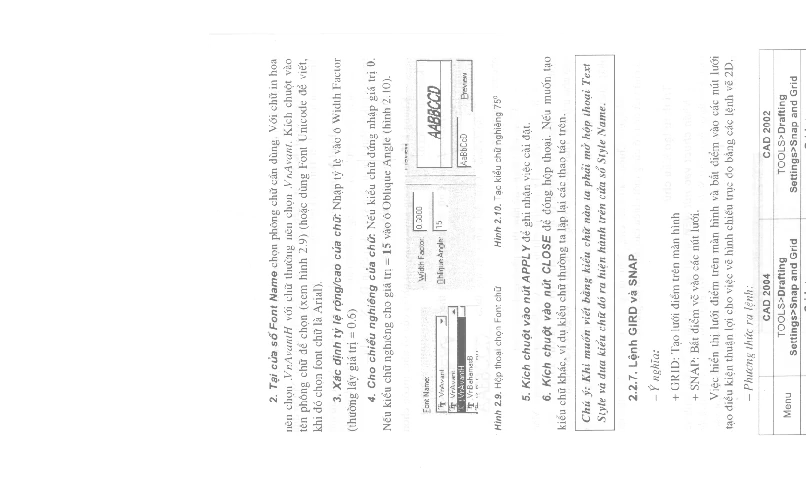 2. Tại cửa sổ Font Name chọn phông chữ cần dùng. Với chữ in hoa
nên chọn .VnAvantH với chữ thường nên chọn .VnAvant. Kích chuột vào
tên phông chữ để chọn (xem hình 2.9) (hoặc dùng Font Unicode để viết,
khi đó chọn font chữ là Arial).
3. Xác định tỷ lệ rộng/cao của chữ: Nhập tỷ lệ vào ô Width Factor
(thường lấy giá trị = 0,6)
4. Cho chiều nghiêng của chữ: Nếu kiểu chữ đứng nhập giá trị 0.
Nếu kiểu chữ nghiêng cho giá trị = 15 vào ô Oblique Angle (hình 2.10).
Font Name:
.VnAvant
.VnAvant
.VnAvantH
.VnBahamasB
Width Factor: 0.6000
Oblique Angle: 15
AABBCCD
AaBbCcD Preview
Hình 2.9. Hộp thoại chọn Font chữ
Hình 2.10. Tạo kiểu chữ nghiêng 75⁰
5. Kích chuột vào nút APPLY để ghi nhận việc cài đặt.
6. Kích chuột vào nút CLOSE để đóng hộp thoại. Nếu muốn tạo
kiểu chữ khác, ví dụ kiểu chữ thường ta lặp lại các thao tác trên.
Chú ý: Khi muốn viết bằng kiểu chữ nào ta phải mở hộp thoại Text
Style và đưa kiểu chữ đó ra hiện hành trên cửa sổ Style Name.
2.2.7. Lệnh GIRD và SNAP
– Ý nghĩa:
+ GRID: Tạo lưới điểm trên màn hình
+ SNAP: Bắt điểm vẽ vào các nút lưới.
Việc hiển thị lưới điểm trên màn hình và bắt điểm vào các nút lưới
tạo điều kiện thuận lợi cho việc vẽ hình chiếu trục đo bằng các lệnh vẽ 2D.
– Phương thức ra lệnh:
CAD 2004 CAD 2002
Menu TOOLS>Drafting TOOLS>Drafting
Settings>Snap and Grid Settings>Snap and Grid